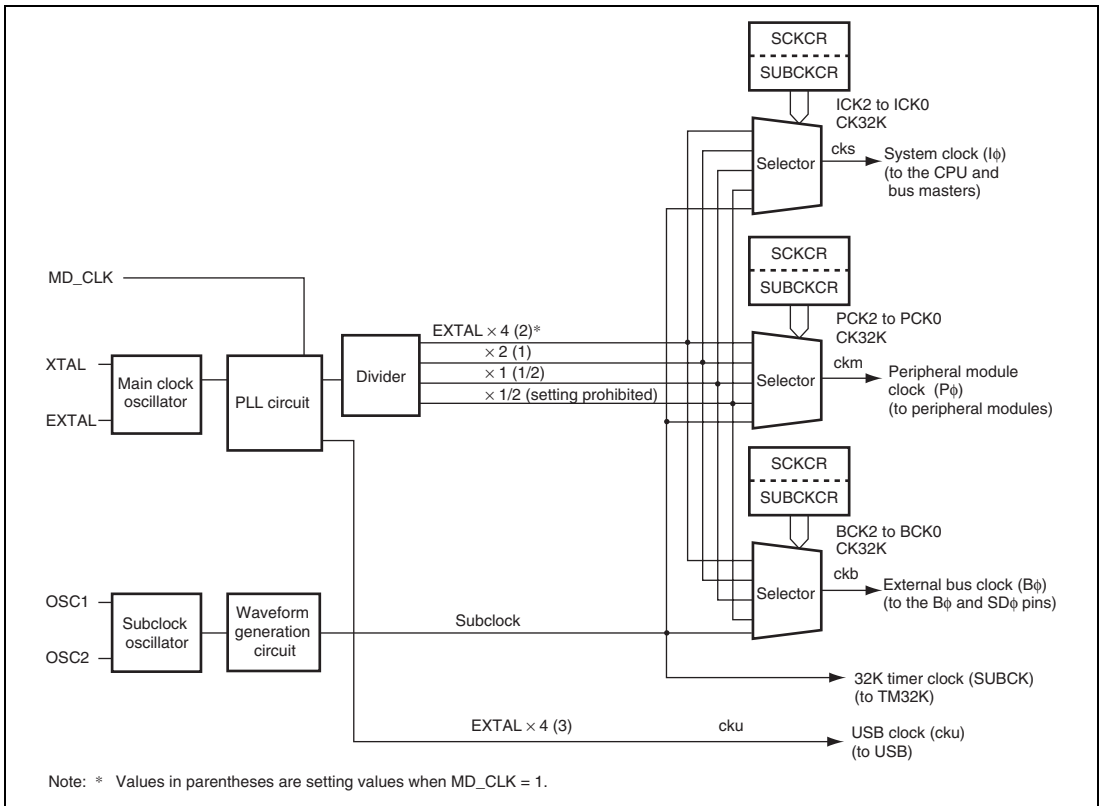 SCKCR
SUBCKCR
ICK2 to ICK0
CK32K
Selector
cks
System clock (Iϕ)
(to the CPU and
bus masters)
MD_CLK
SCKCR
SUBCKCR
PCK2 to PCK0
CK32K
EXTAL × 4 (2)*
× 2 (1)
× 1 (1/2)
× 1/2 (setting prohibited)
XTAL
EXTAL
Main clock
oscillator
PLL circuit
Divider
Selector
ckm
Peripheral module
clock (Pϕ)
(to peripheral modules)
SCKCR
SUBCKCR
BCK2 to BCK0
CK32K
Selector
ckb
External bus clock (Bϕ)
(to the Bϕ and SDϕ pins)
OSC1
OSC2
Subclock
oscillator
Waveform
generation
circuit
Subclock
32K timer clock (SUBCK)
(to TM32K)
EXTAL × 4 (3)
cku
USB clock (cku)
(to USB)
Note: * Values in parentheses are setting values when MD_CLK = 1.